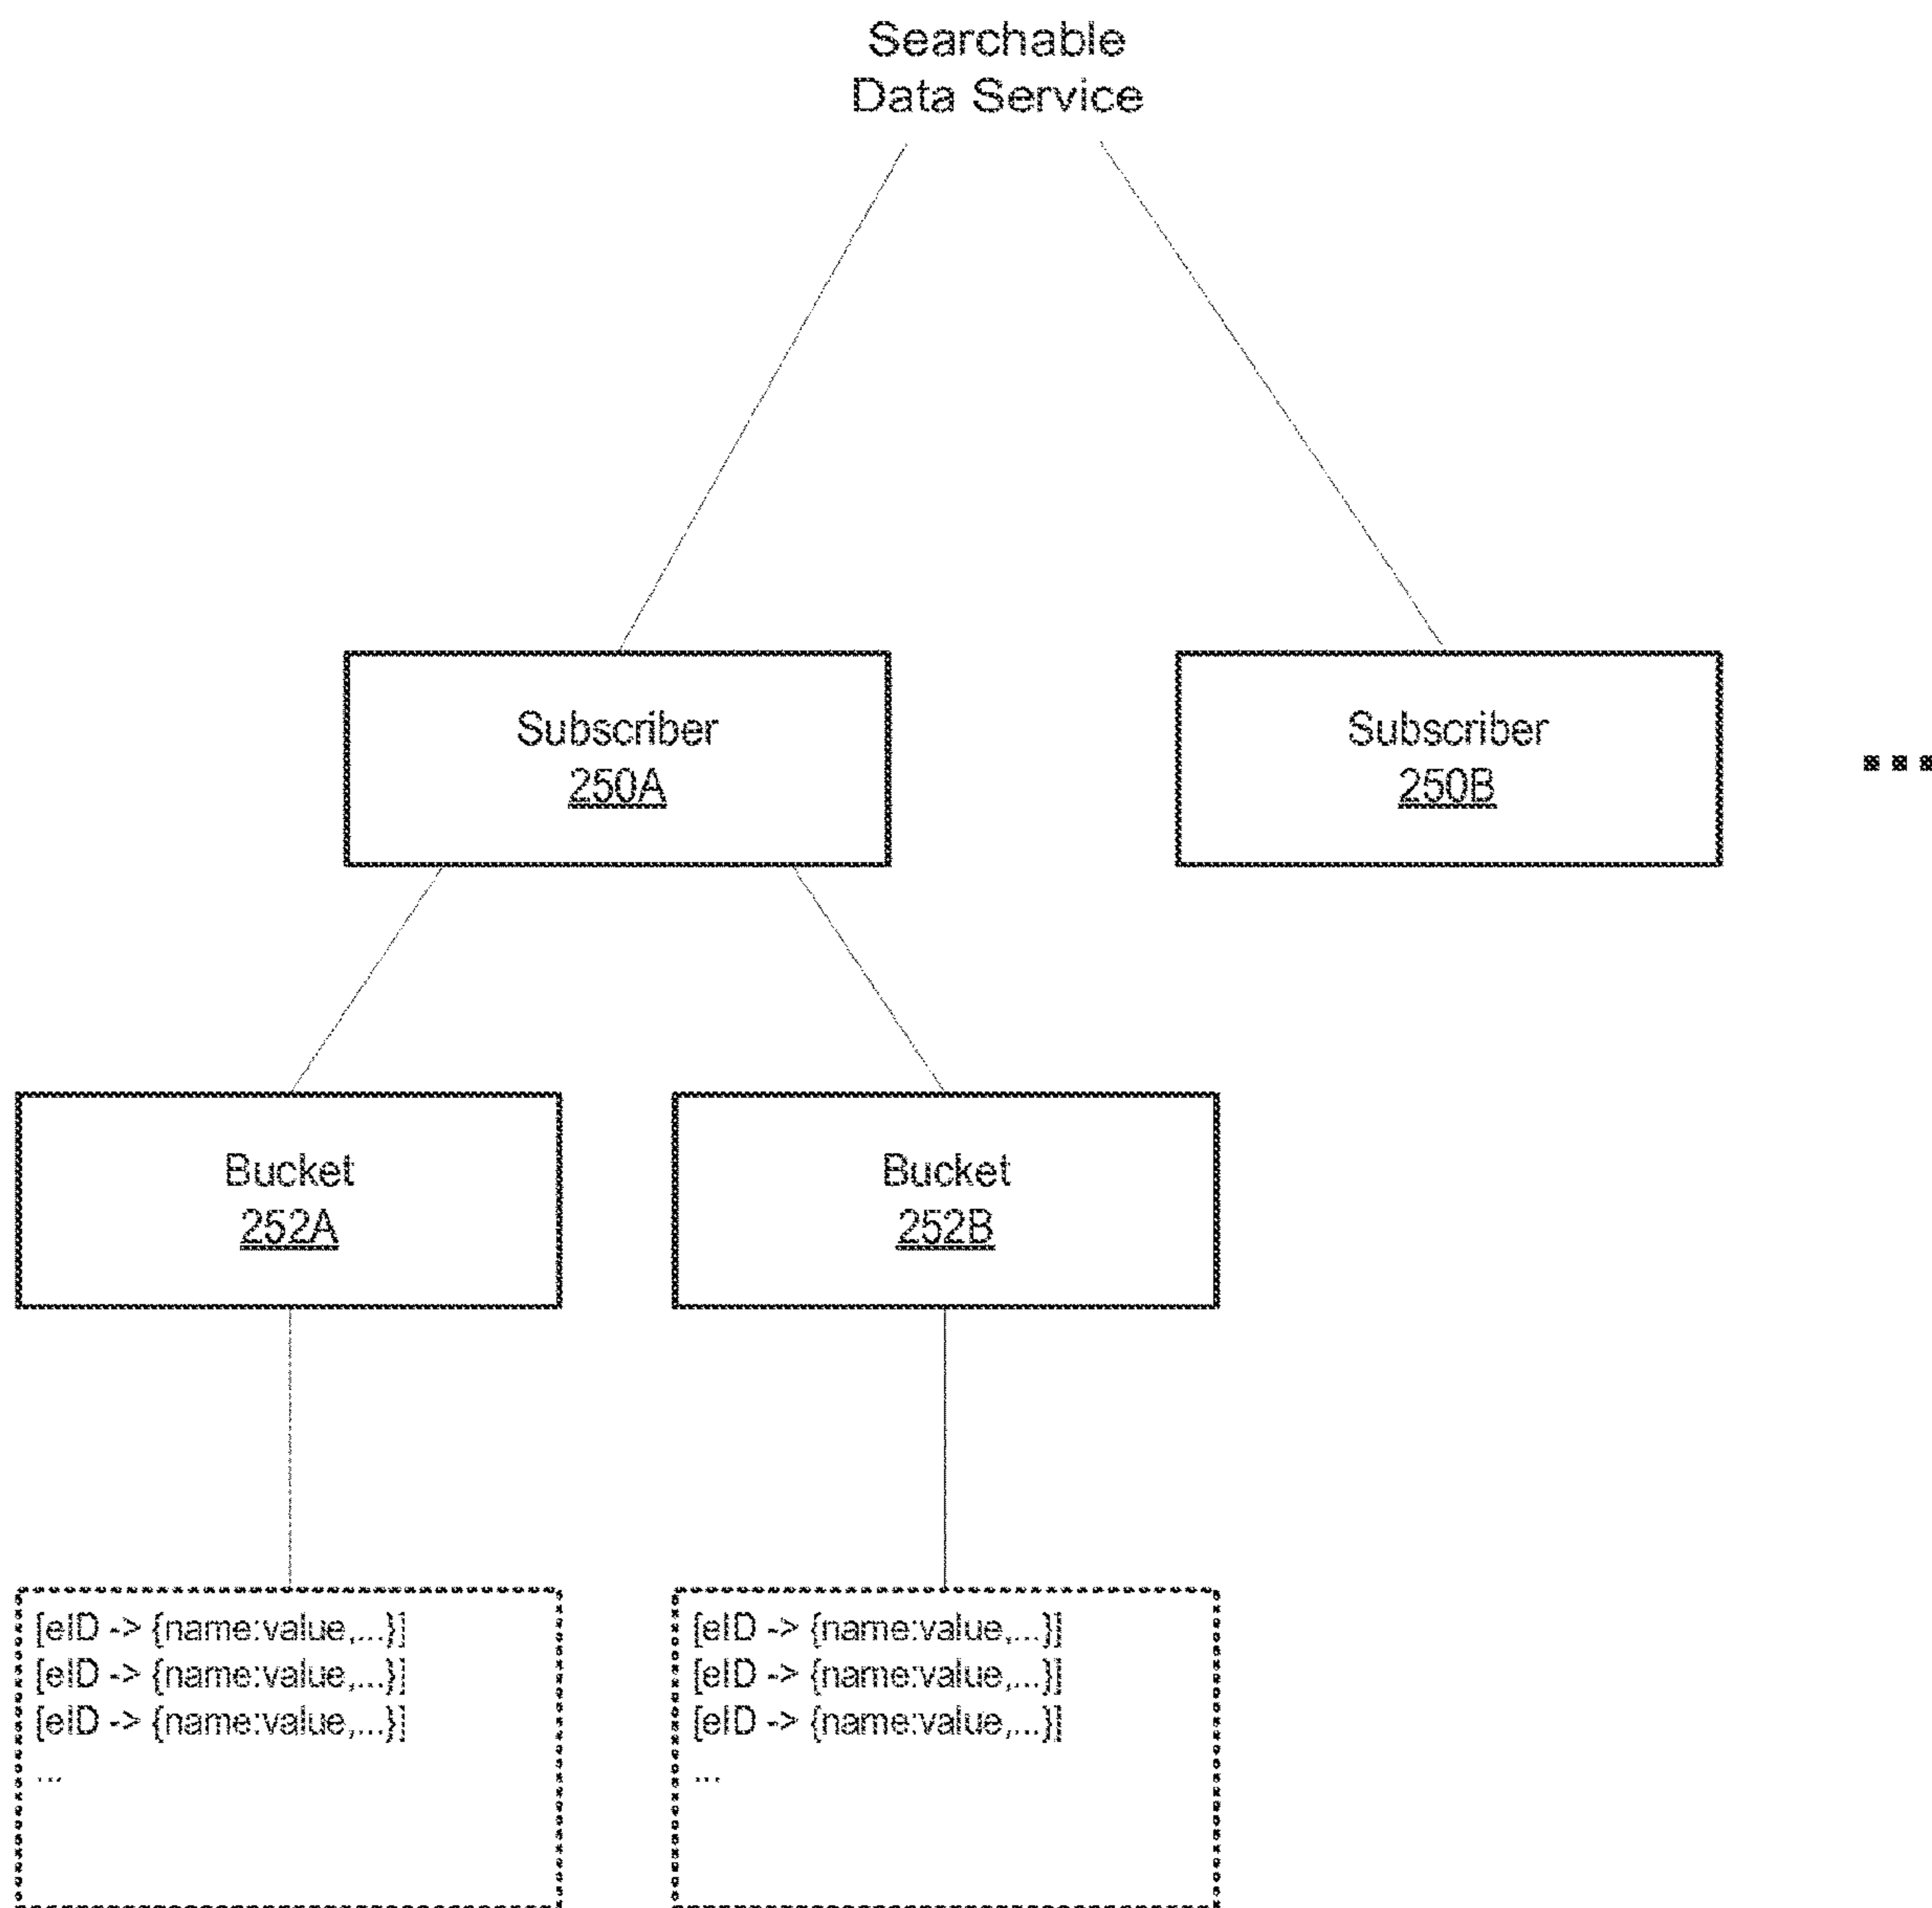 Searchable
Data Service
Subscriber
250A
Subscriber
250B
...
Bucket
252A
Bucket
252B
[eID -> {name:value,...}]
[eID -> {name:value,...}]
[eID -> {name:value,...}]
...
[eID -> {name:value,...}]
[eID -> {name:value,...}]
[eID -> {name:value,...}]
...